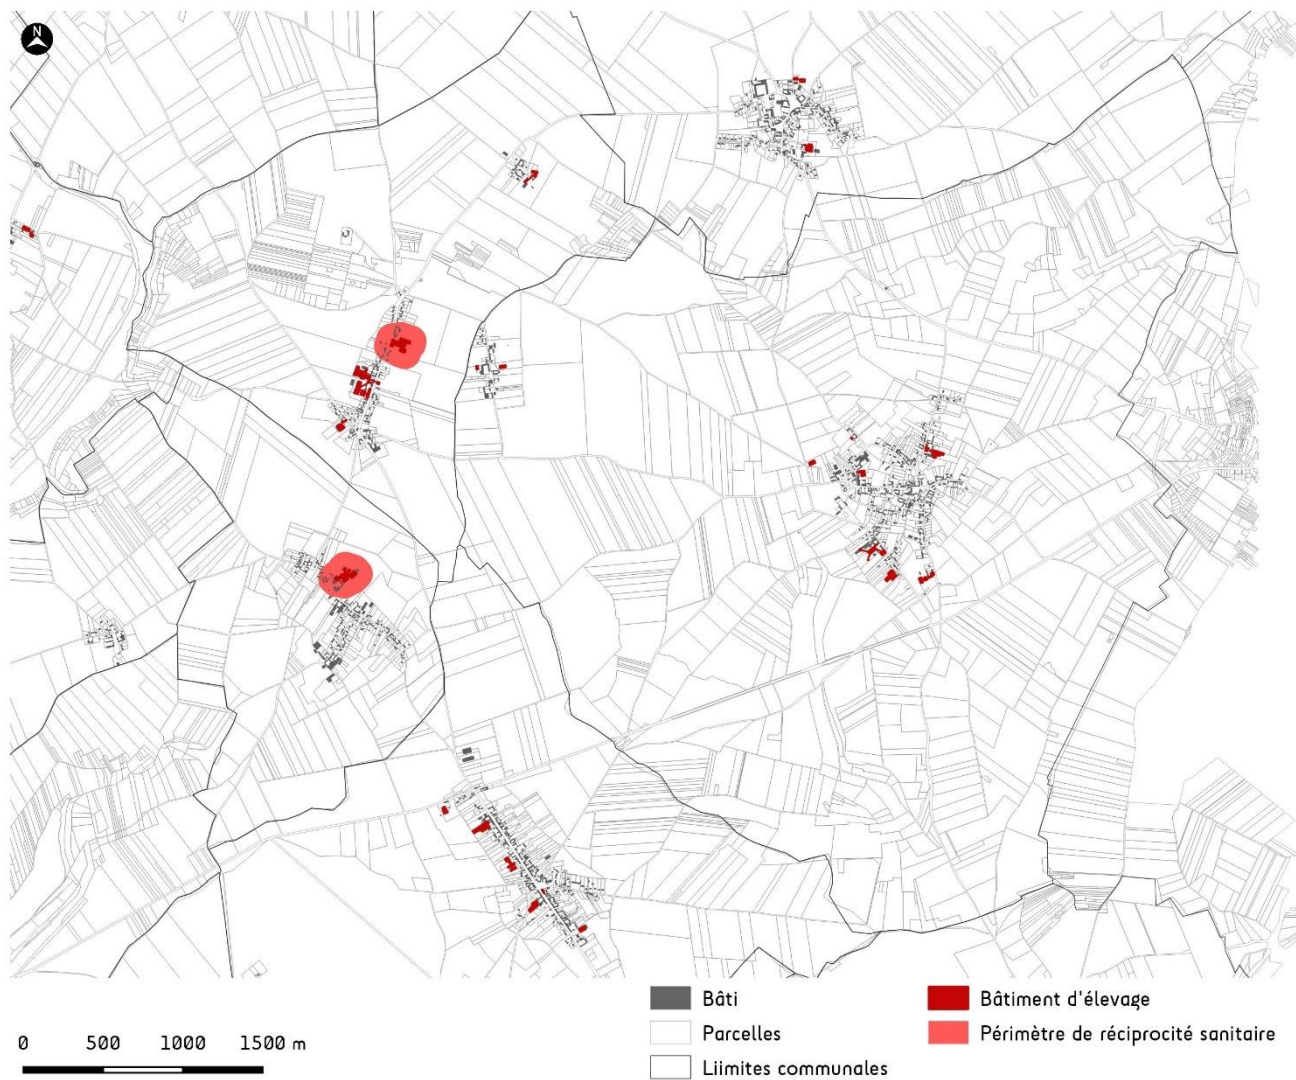 N
Bâti
Parcelles
Liimites communales
Bâtiment d'élevage
Périmètre de réciprocité sanitaire
0 500 1000 1500 m